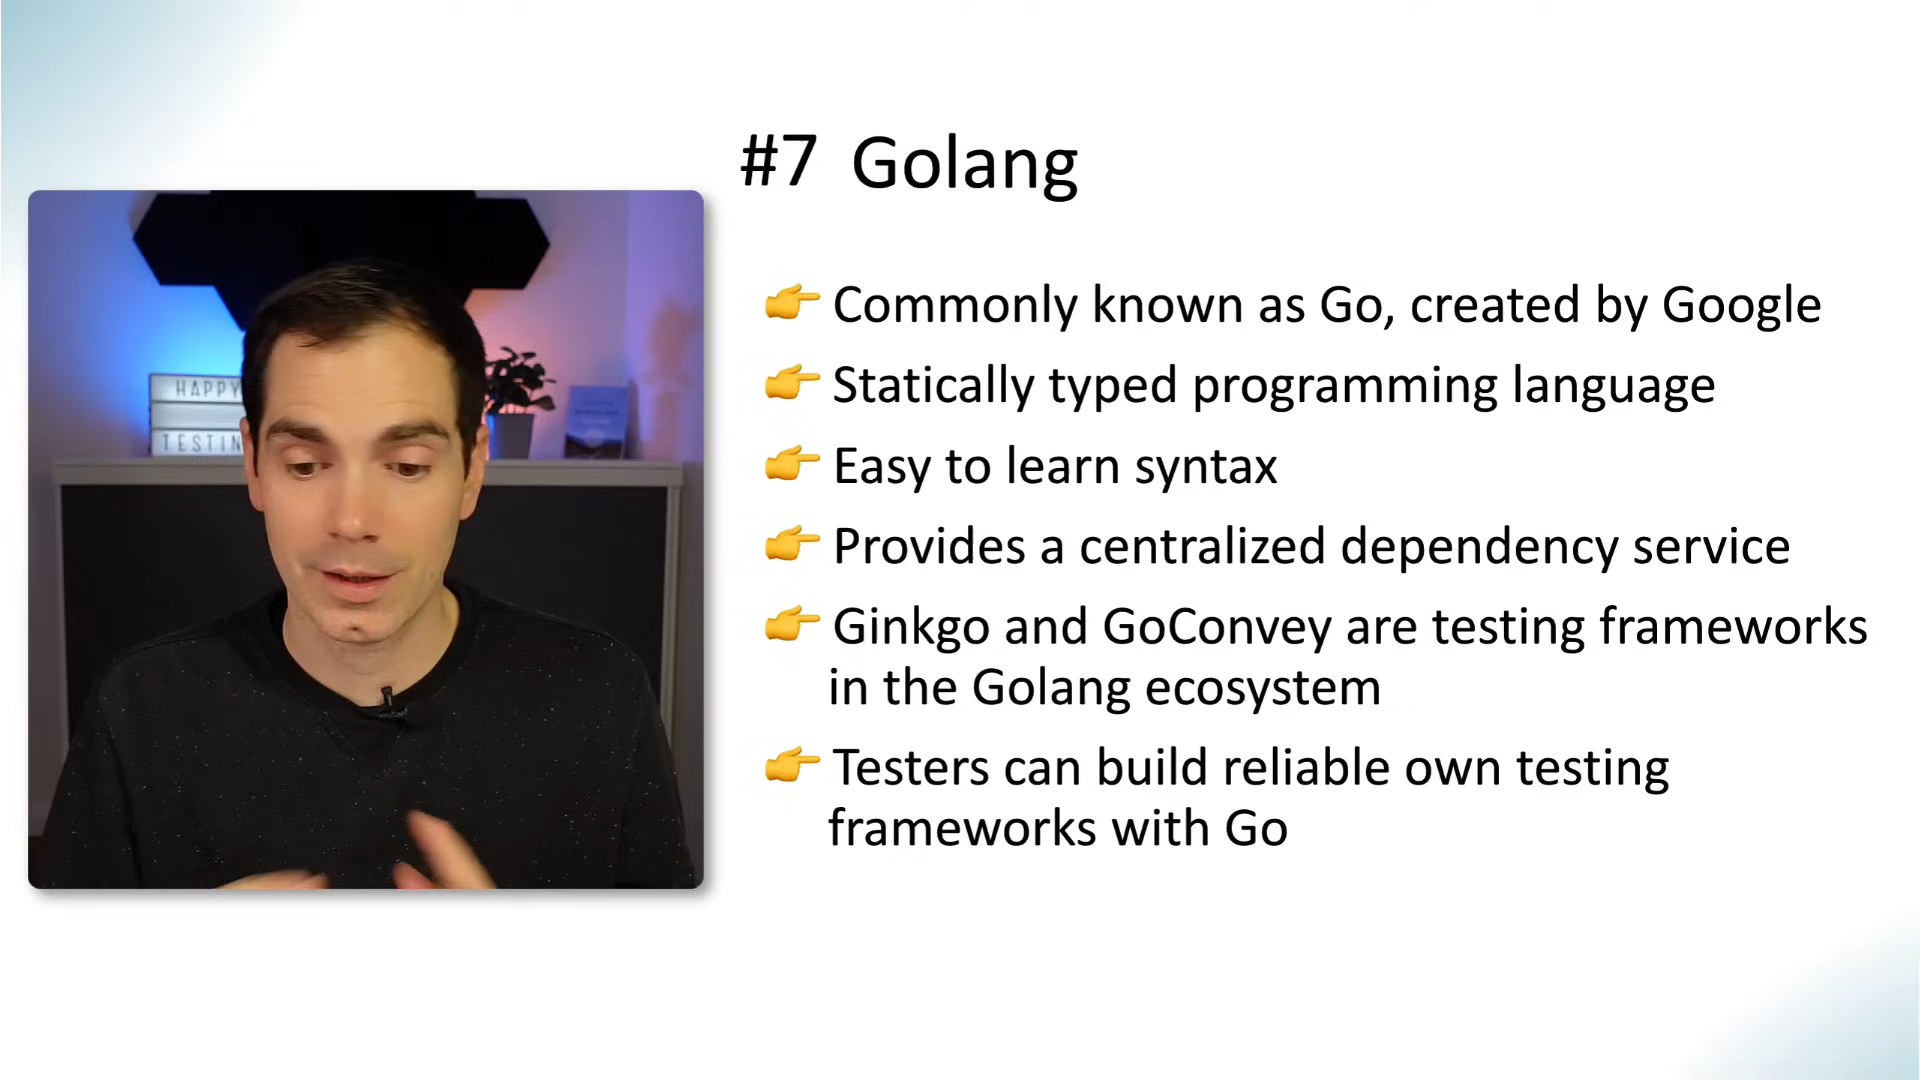 #7 Golang
👉 Commonly known as Go, created by Google
👉 Statically typed programming language
👉 Easy to learn syntax
👉 Provides a centralized dependency service
👉 Ginkgo and GoConvey are testing frameworks
in the Golang ecosystem
👉 Testers can build reliable own testing
frameworks with Go
HAPPY
TESTIN